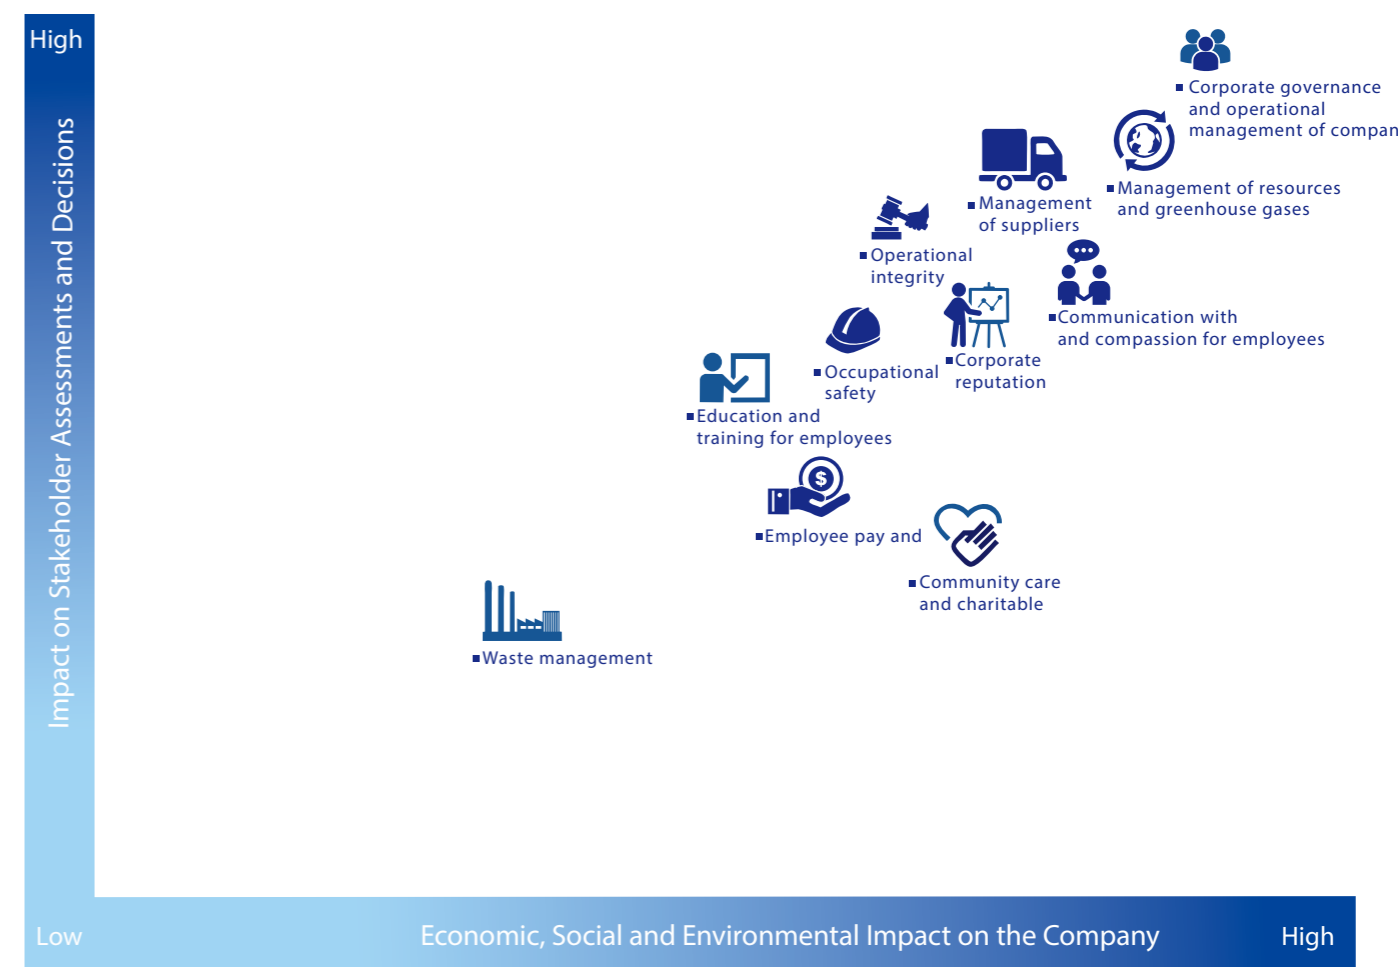 High
Impact on Stakeholder Assessments and Decisions
Low
Corporate governance
and operational
management of compan
Management of resources
and greenhouse gases
Management
of suppliers
Operational
integrity
Communication with
and compassion for employees
Corporate
reputation
Occupational
safety
Education and
training for employees
$
Employee pay and
Community care
and charitable
Waste management
Economic, Social and Environmental Impact on the Company
High